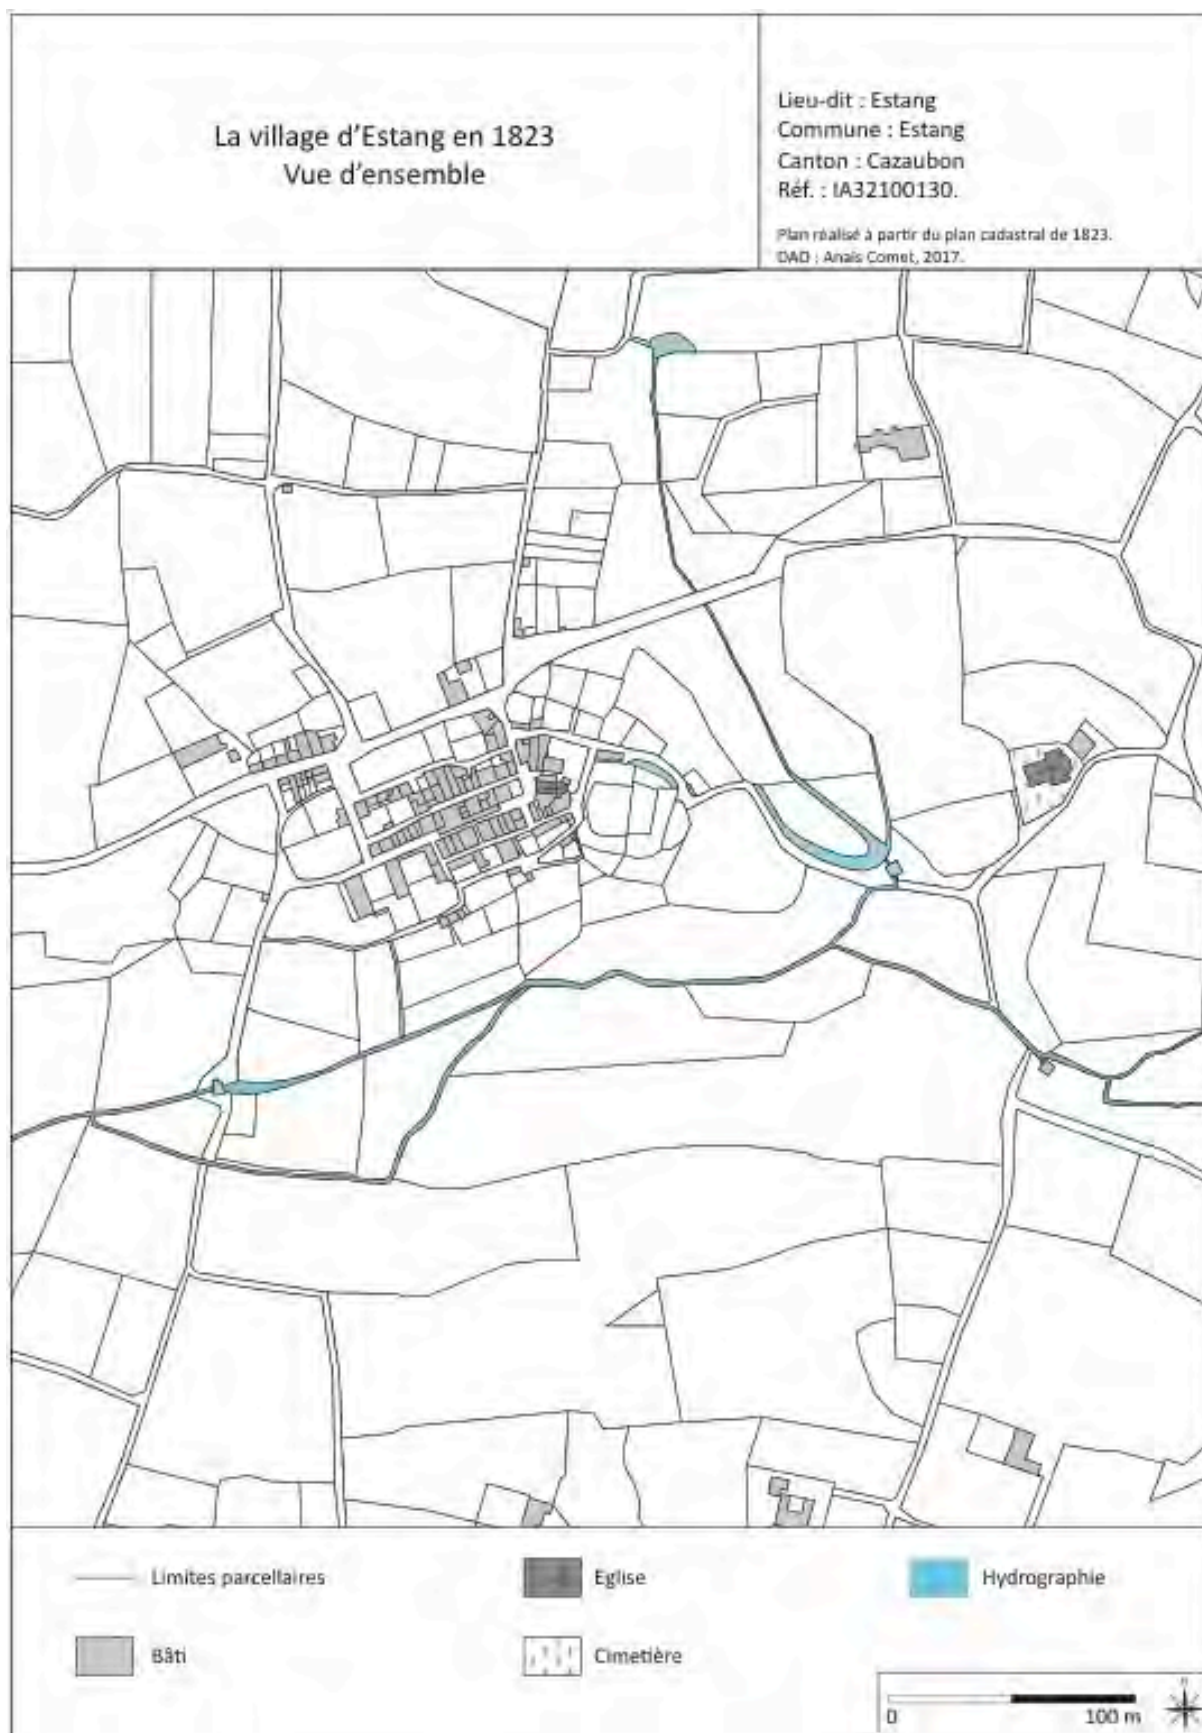 La village d'Estang en 1823
Vue d'ensemble
Lieu-dit : Estang
Commune : Estang
Canton : Cazaubon
Réf. : IA32100130.
Plan réalisé à partir du plan cadastral de 1823.
DAO : Anaïs Comet, 2017.
Limites parcellaires
Eglise
Hydrographie
Bâti
Cimetière
0
100 m